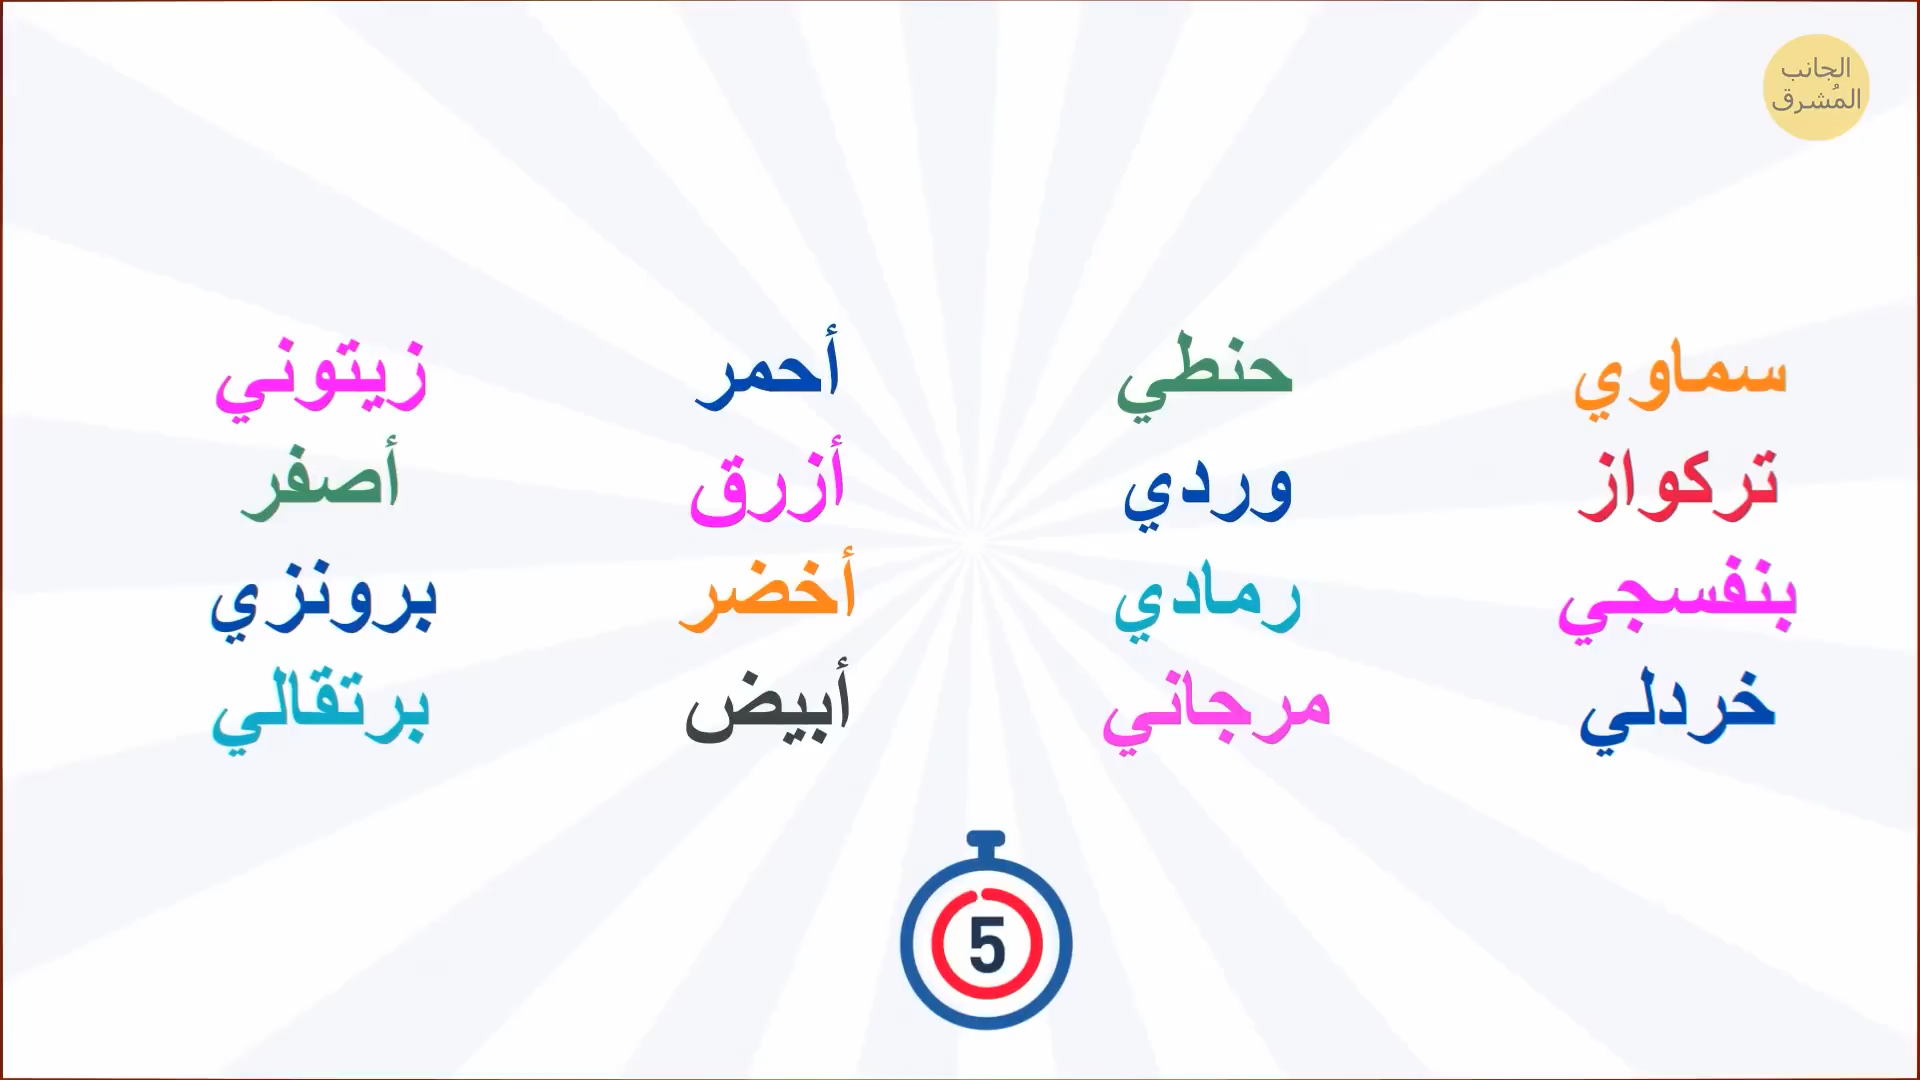 الجانب
المُشرق
سماوي حنطي أحمر زيتوني
تركواز وردي أزرق أصفر
بنفسجي رمادي أخضر برونزي
خردلي مرجاني أبيض برتقالي
5